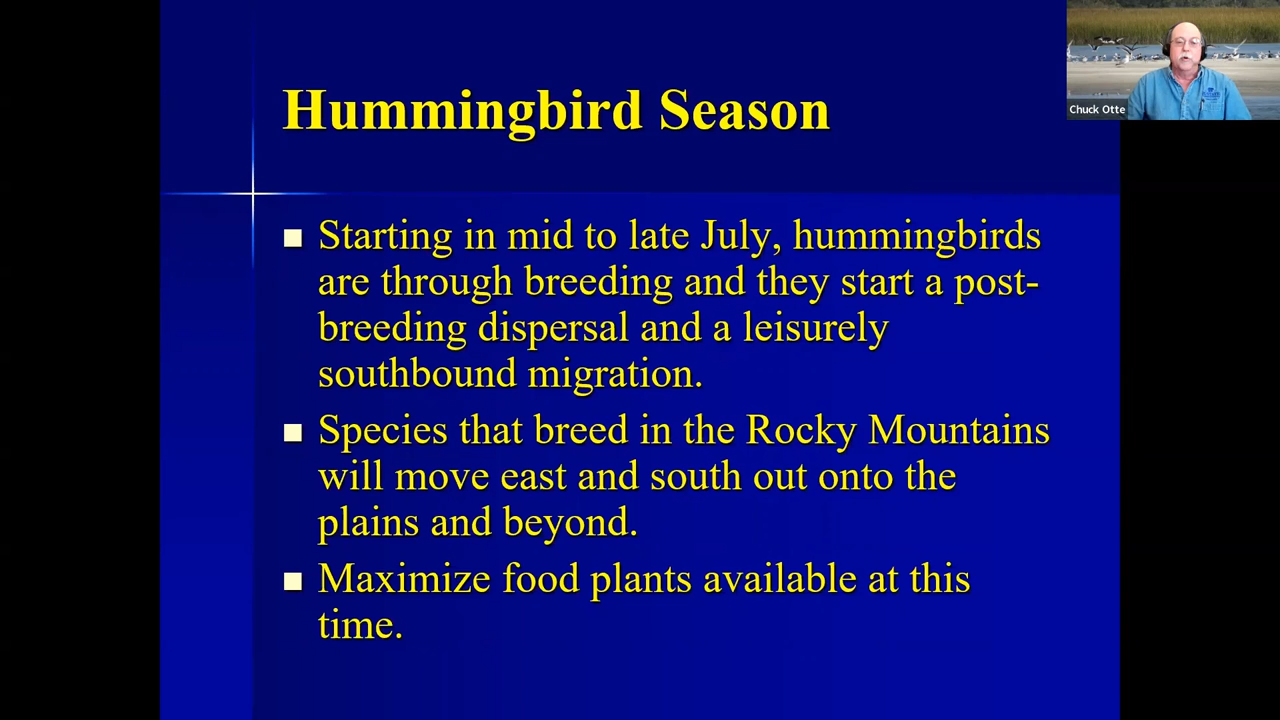 Hummingbird Season
Chuck Otte
Starting in mid to late July, hummingbirds
are through breeding and they start a post-
breeding dispersal and a leisurely
southbound migration.
Species that breed in the Rocky Mountains
will move east and south out onto the
plains and beyond.
Maximize food plants available at this
time.